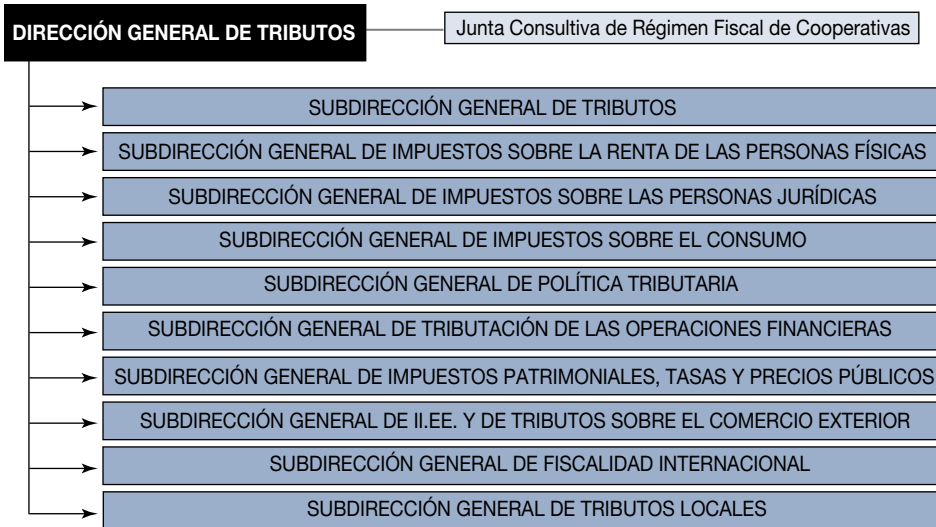 DIRECCIÓN GENERAL DE TRIBUTOS
Junta Consultiva de Régimen Fiscal de Cooperativas
SUBDIRECCIÓN GENERAL DE TRIBUTOS
SUBDIRECCIÓN GENERAL DE IMPUESTOS SOBRE LA RENTA DE LAS PERSONAS FÍSICAS
SUBDIRECCIÓN GENERAL DE IMPUESTOS SOBRE LAS PERSONAS JURÍDICAS
SUBDIRECCIÓN GENERAL DE IMPUESTOS SOBRE EL CONSUMO
SUBDIRECCIÓN GENERAL DE POLÍTICA TRIBUTARIA
SUBDIRECCIÓN GENERAL DE TRIBUTACIÓN DE LAS OPERACIONES FINANCIERAS
SUBDIRECCIÓN GENERAL DE IMPUESTOS PATRIMONIALES, TASAS Y PRECIOS PÚBLICOS
SUBDIRECCIÓN GENERAL DE II.EE. Y DE TRIBUTOS SOBRE EL COMERCIO EXTERIOR
SUBDIRECCIÓN GENERAL DE FISCALIDAD INTERNACIONAL
SUBDIRECCIÓN GENERAL DE TRIBUTOS LOCALES